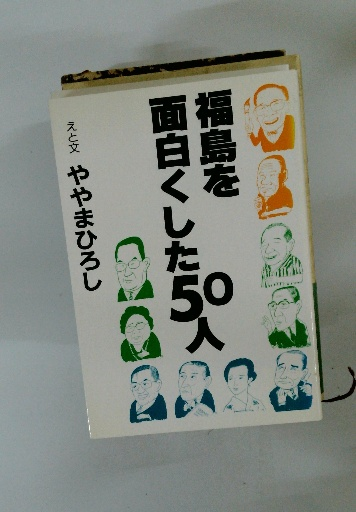 福島を
面白くした50人
えと文 ややまひろし